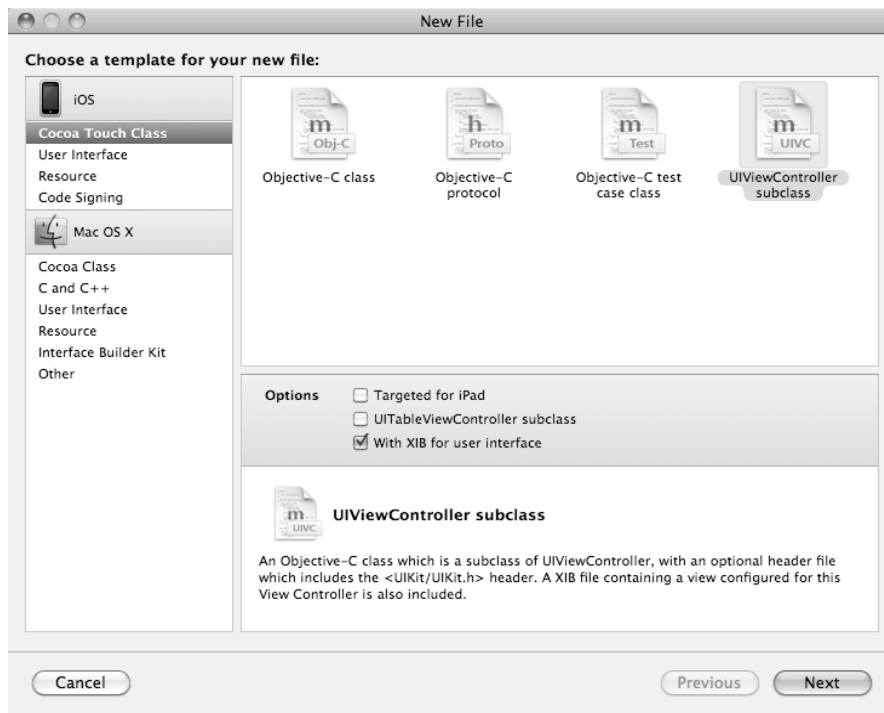 New File
Choose a template for your new file:
iOS
Cocoa Touch Class
User Interface
Resource
Code Signing
Mac OS X
Cocoa Class
C and C++
User Interface
Resource
Interface Builder Kit
Other
m
Obj-C
Objective-C class
h
Proto
Objective-C
protocol
m
Test
Objective-C test
case class
m
UIVC
UIViewController
subclass
Options
Targeted for iPad
UITableViewController subclass
With XIB for user interface
m
UIVC
UIViewController subclass
An Objective-C class which is a subclass of UIViewController, with an optional header file
which includes the <UIKit/UIKit.h> header. A XIB file containing a view configured for this
View Controller is also included.
Cancel
Previous
Next